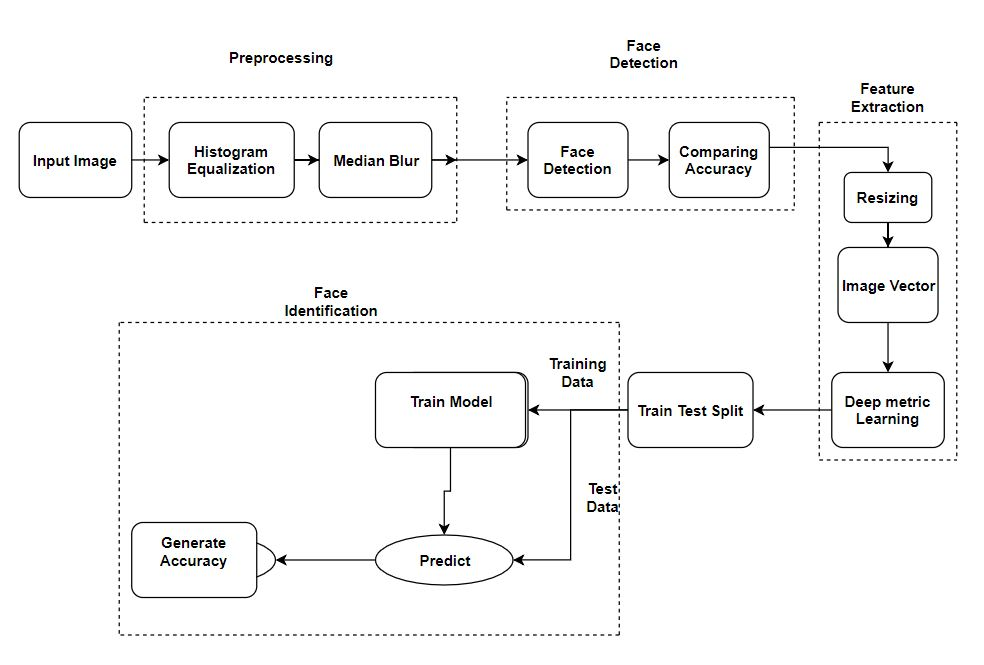 Preprocessing
Face
Detection
Feature
Extraction
Input Image
Histogram
Equalization
Median Blur
Face
Detection
Comparing
Accuracy
Resizing
Image Vector
Deep metric
Learning
Train Test Split
Face
Identification
Training
Data
Train Model
Test
Data
Predict
Generate
Accuracy